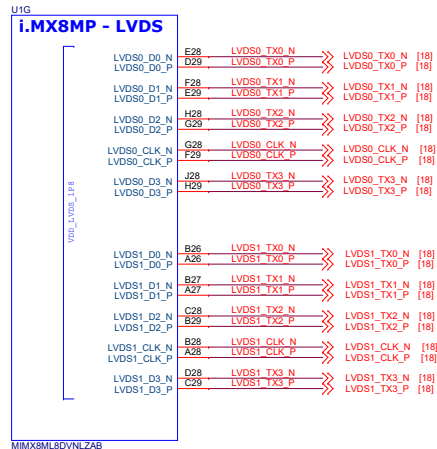 U1G
i.MX8MP - LVDS
VDD_LVDS_1P8
LVDS0_D0_N E28 LVDS0_TX0_N LVDS0_TX0_N [18]
LVDS0_D0_P D29 LVDS0_TX0_P LVDS0_TX0_P [18]
LVDS0_D1_N F28 LVDS0_TX1_N LVDS0_TX1_N [18]
LVDS0_D1_P E29 LVDS0_TX1_P LVDS0_TX1_P [18]
LVDS0_D2_N H28 LVDS0_TX2_N LVDS0_TX2_N [18]
LVDS0_D2_P G29 LVDS0_TX2_P LVDS0_TX2_P [18]
LVDS0_CLK_N G28 LVDS0_CLK_N LVDS0_CLK_N [18]
LVDS0_CLK_P F29 LVDS0_CLK_P LVDS0_CLK_P [18]
LVDS0_D3_N J28 LVDS0_TX3_N LVDS0_TX3_N [18]
LVDS0_D3_P H29 LVDS0_TX3_P LVDS0_TX3_P [18]
LVDS1_D0_N B26 LVDS1_TX0_N LVDS1_TX0_N [18]
LVDS1_D0_P A26 LVDS1_TX0_P LVDS1_TX0_P [18]
LVDS1_D1_N B27 LVDS1_TX1_N LVDS1_TX1_N [18]
LVDS1_D1_P A27 LVDS1_TX1_P LVDS1_TX1_P [18]
LVDS1_D2_N C28 LVDS1_TX2_N LVDS1_TX2_N [18]
LVDS1_D2_P B29 LVDS1_TX2_P LVDS1_TX2_P [18]
LVDS1_CLK_N B28 LVDS1_CLK_N LVDS1_CLK_N [18]
LVDS1_CLK_P A28 LVDS1_CLK_P LVDS1_CLK_P [18]
LVDS1_D3_N D28 LVDS1_TX3_N LVDS1_TX3_N [18]
LVDS1_D3_P C29 LVDS1_TX3_P LVDS1_TX3_P [18]
MIMX8ML8DVNLZAB